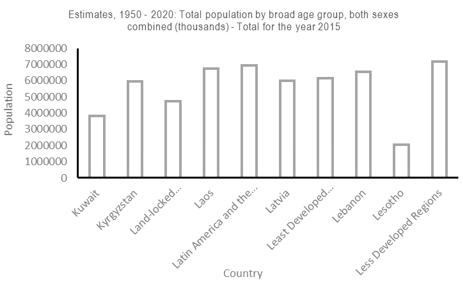 Estimates, 1950 - 2020: Total population by broad age group, both sexes
combined (thousands) - Total for the year 2015
8000000
7000000
6000000
5000000
4000000
3000000
2000000
1000000
0
Population
Kuwait
Kyrgyzstan
Land-locked...
Laos
Latin America and the...
Latvia
Least Developed...
Lebanon
Lesotho
Less Developed Regions
Country